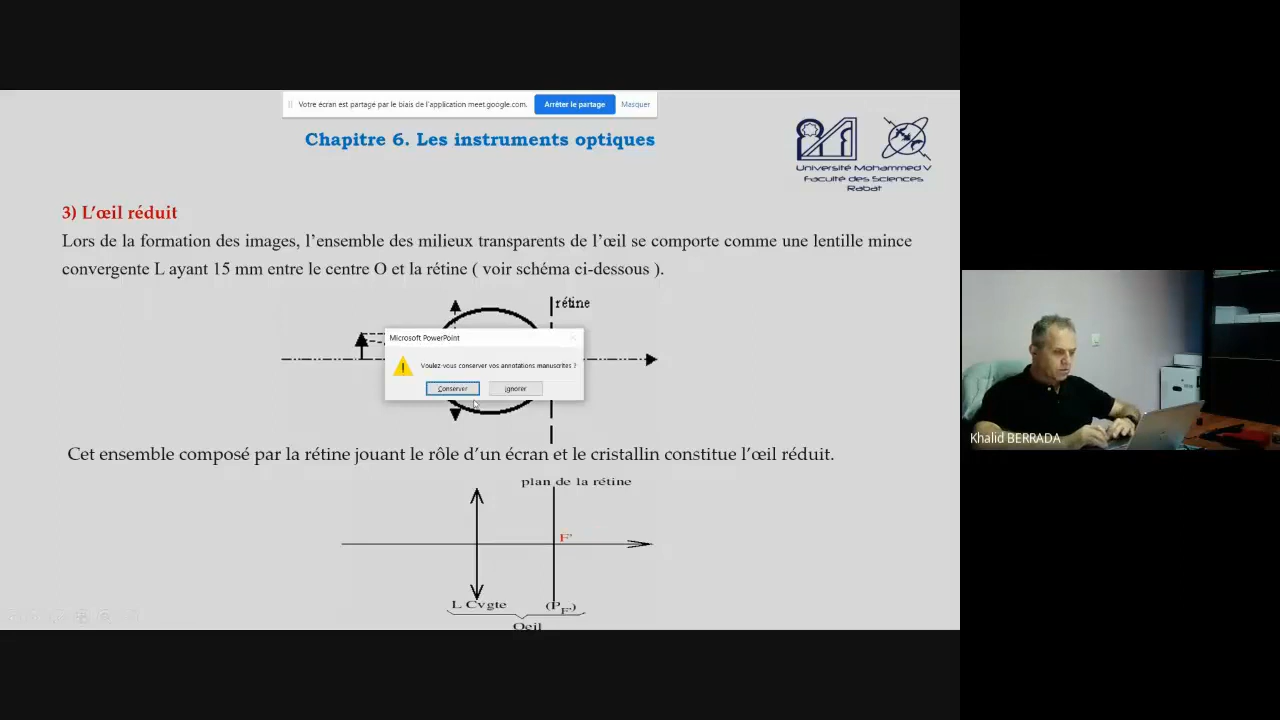 Votre écran est partagé par le biais de l'application meet.google.com.
Arrêter le partage
Masquer
Chapitre 6. Les instruments optiques
Université Mohammed V
Faculté des Sciences
Rabat
3) L'œil réduit
Lors de la formation des images, l'ensemble des milieux transparents de l'œil se comporte comme une lentille mince
convergente L ayant 15 mm entre le centre O et la rétine ( voir schéma ci-dessous ).
rétine
Microsoft PowerPoint
Voulez-vous conserver vos annotations manuscrites ?
Conserver
Ignorer
Khalid BERRADA
Cet ensemble composé par la rétine jouant le rôle d'un écran et le cristallin constitue l'œil réduit.
plan de la rétine
F'
L Cvgte
(PF')
Oeil